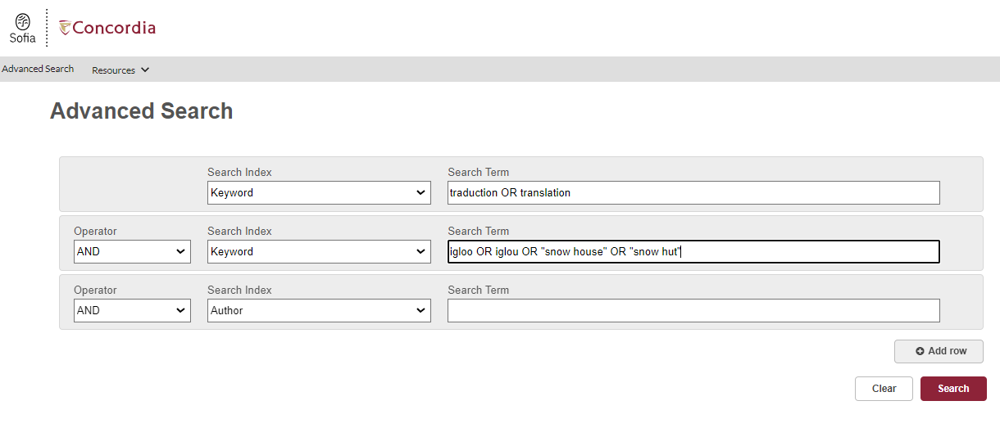 Sofia
Concordia
Advanced Search Resources
Advanced Search
Search Index Search Term
Keyword traduction OR translation
Operator Search Index Search Term
AND Keyword igloo OR iglou OR "snow house" OR "snow hut"
Operator Search Index Search Term
AND Author
Add row
Clear Search